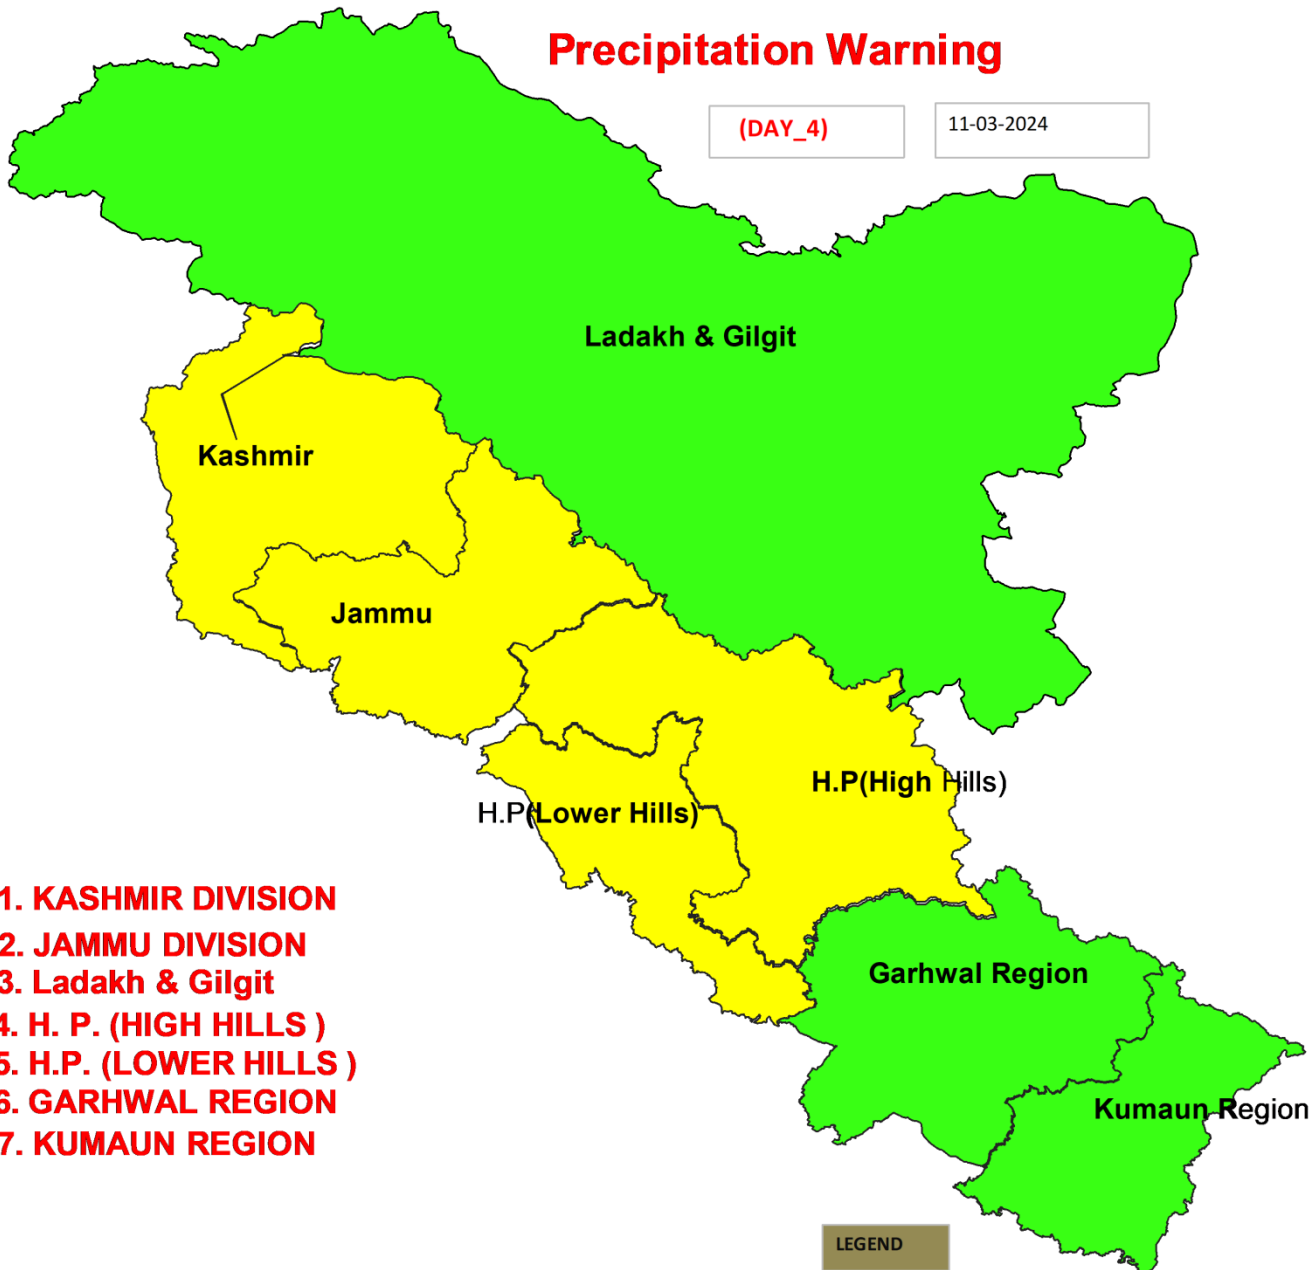 Precipitation Warning
(DAY_4)
11-03-2024
Ladakh & Gilgit
Kashmir
Jammu
H.P(High Hills)
H.P(Lower Hills)
1. KASHMIR DIVISION
2. JAMMU DIVISION
3. Ladakh & Gilgit
4. H. P. (HIGH HILLS )
5. H.P. (LOWER HILLS )
6. GARHWAL REGION
7. KUMAUN REGION
Garhwal Region
Kumaun Region
LEGEND